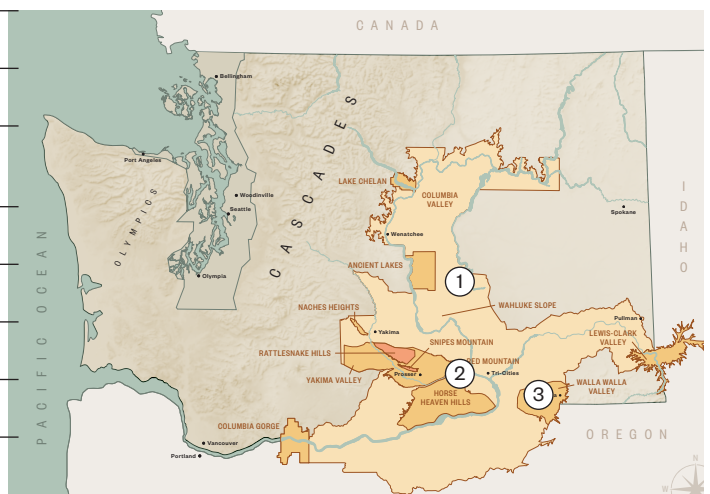 CANADA
Bellingham
CASCADES
Port Angeles
OLYMPICS
Woodinville
Seattle
LAKE CHELAN
COLUMBIA
VALLEY
IDAHO
Spokane
Wenatchee
PACIFIC OCEAN
ANCIENT LAKES
Olympia
1
NACHES HEIGHTS
WAHLUKE SLOPE
Pullman
Yakima
SNIPES MOUNTAIN
LEWIS-CLARK
VALLEY
RATTLESNAKE HILLS
RED MOUNTAIN
YAKIMA VALLEY
Prosser
2
Tri-Cities
WALLA WALLA
VALLEY
HORSE
HEAVEN HILLS
3
COLUMBIA GORGE
OREGON
Vancouver
Portland
N
W